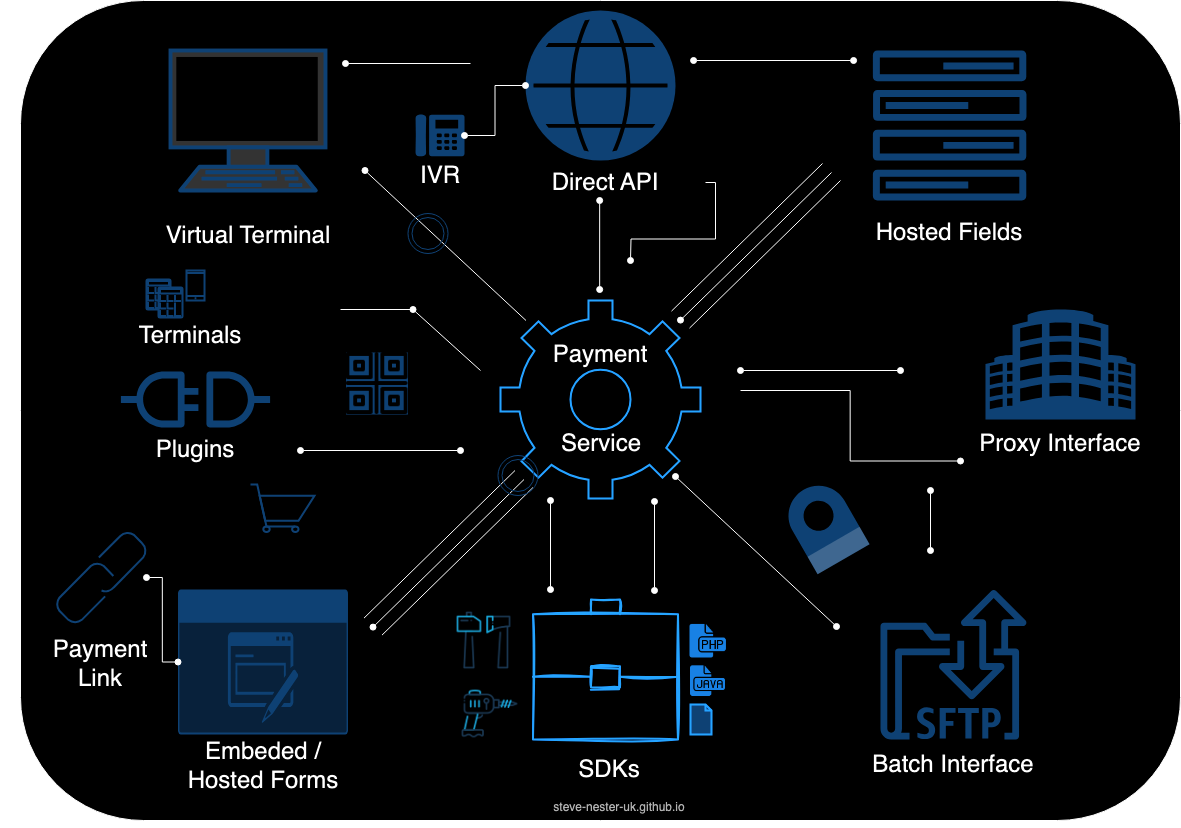 IVR
Direct API
Virtual Terminal
Hosted Fields
Terminals
Payment
Service
Plugins
Proxy Interface
Payment
Link
PHP
JAVA
SFTP
Embeded /
Hosted Forms
SDKs
Batch Interface
steve-nester-uk.github.io